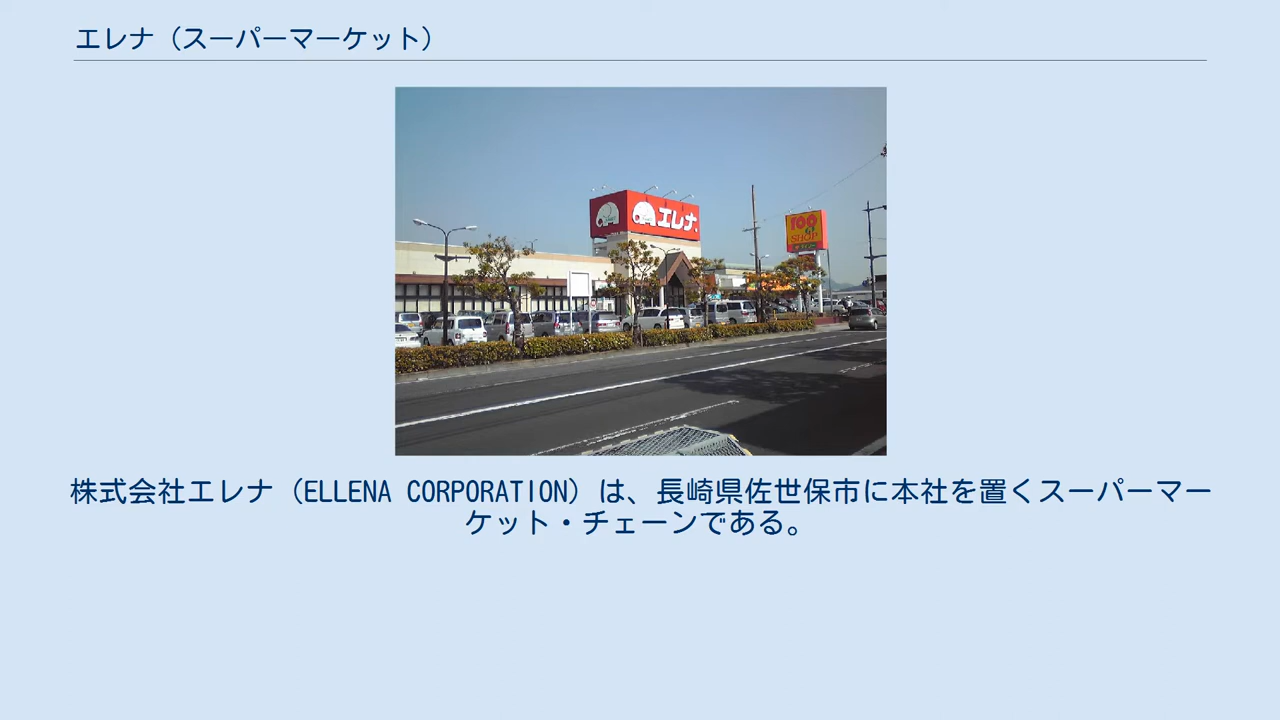 エレナ（スーパーマーケット）
エレナ
100
SHOP
株式会社エレナ（ELLENA CORPORATION）は、長崎県佐世保市に本社を置くスーパーマー
ケット・チェーンである。